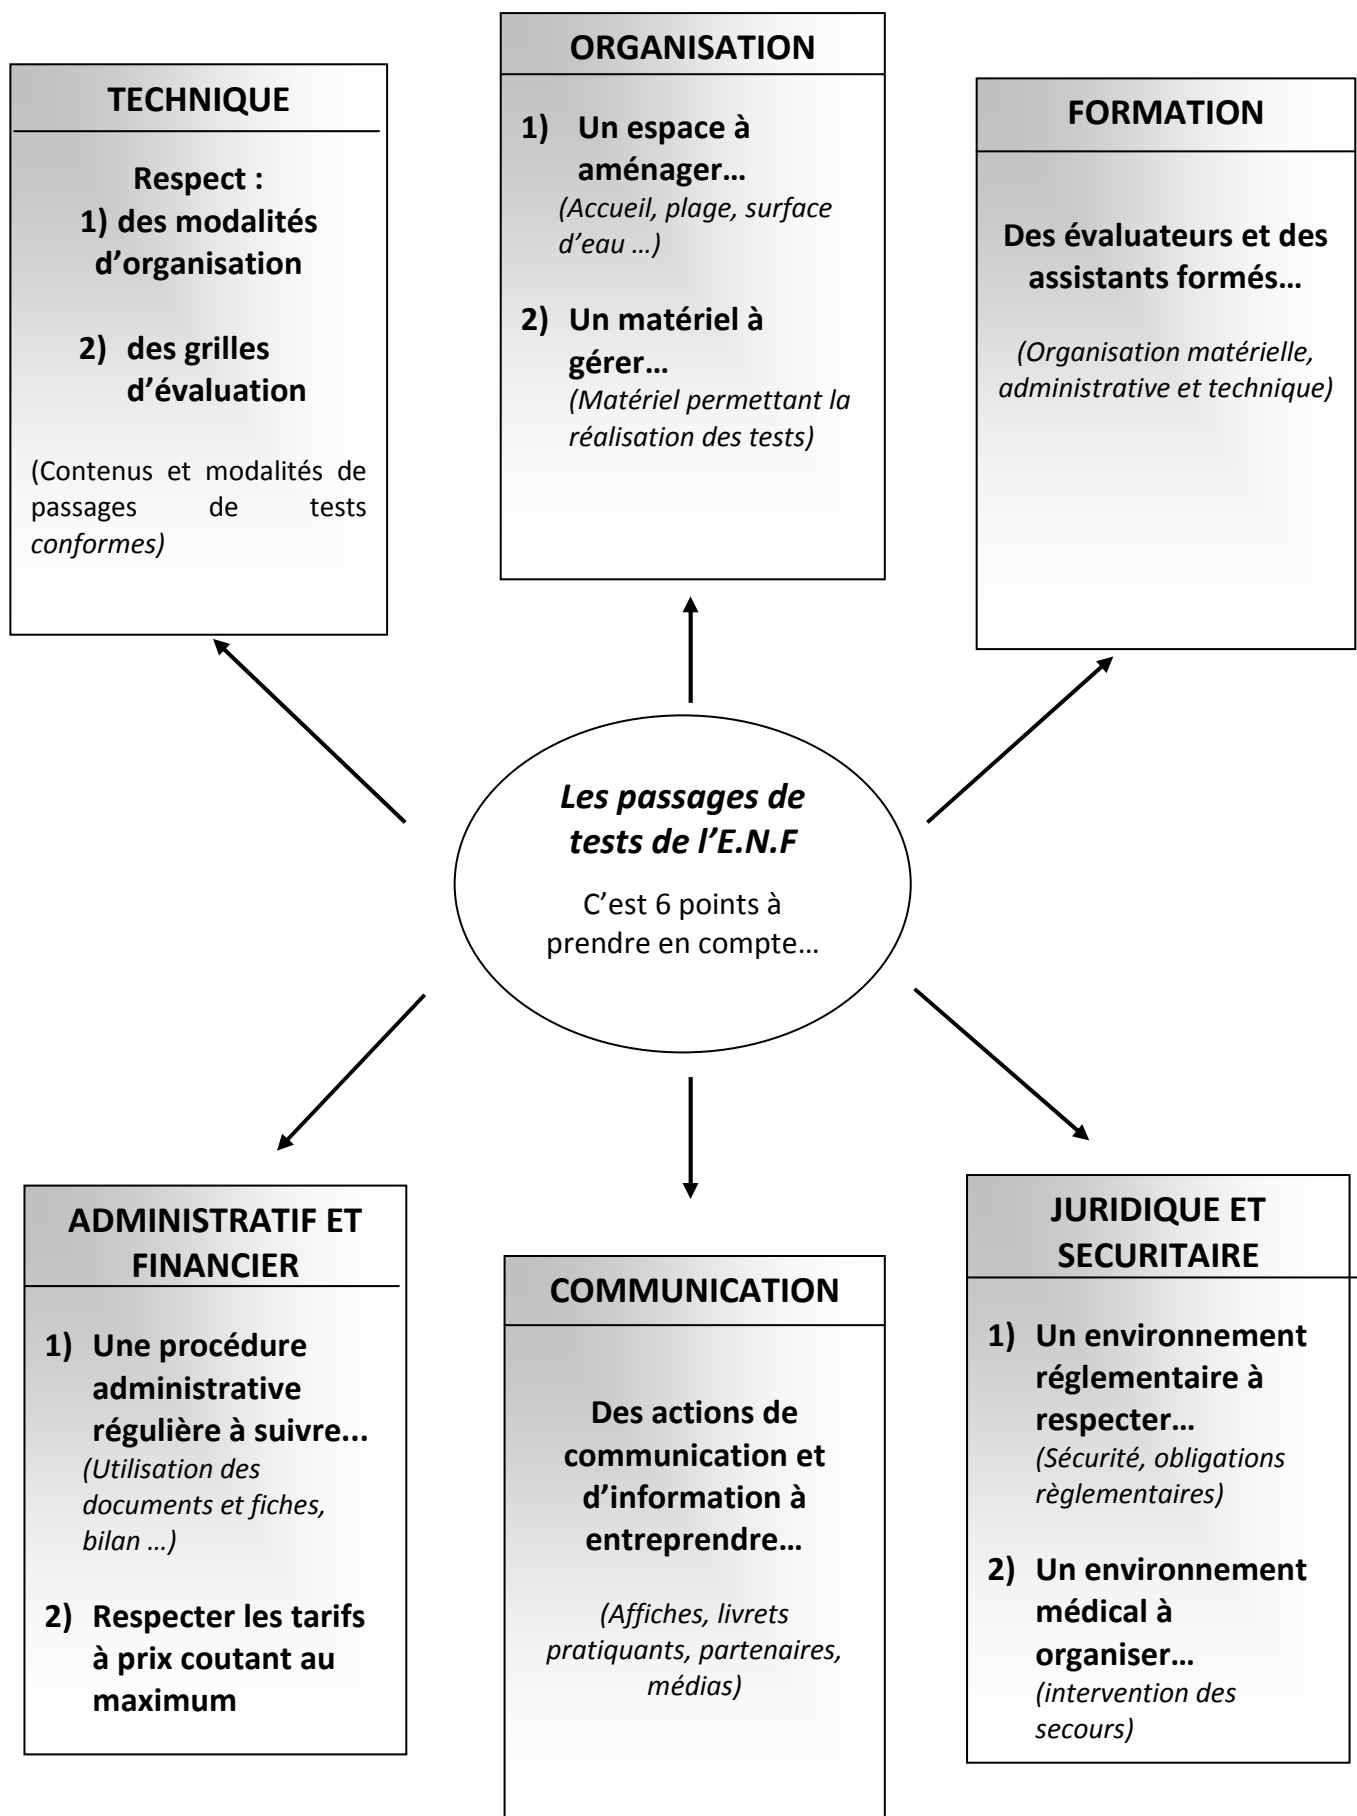 TECHNIQUE
Respect :
1) des modalités
d’organisation
2) des grilles
d’évaluation
(Contenus et modalités de
passages de tests
conformes)
ORGANISATION
1) Un espace à
aménager…
(Accueil, plage, surface
d’eau …)
2) Un matériel à
gérer…
(Matériel permettant la
réalisation des tests)
FORMATION
Des évaluateurs et des
assistants formés…
(Organisation matérielle,
administrative et technique)
Les passages de
tests de l’E.N.F
C’est 6 points à
prendre en compte…
ADMINISTRATIF ET
FINANCIER
1) Une procédure
administrative
régulière à suivre...
(Utilisation des
documents et fiches,
bilan …)
2) Respecter les tarifs
à prix coutant au
maximum
COMMUNICATION
Des actions de
communication et
d’information à
entreprendre…
(Affiches, livrets
pratiquants, partenaires,
médias)
JURIDIQUE ET
SECURITAIRE
1) Un environnement
réglementaire à
respecter…
(Sécurité, obligations
règlementaires)
2) Un environnement
médical à
organiser…
(intervention des
secours)